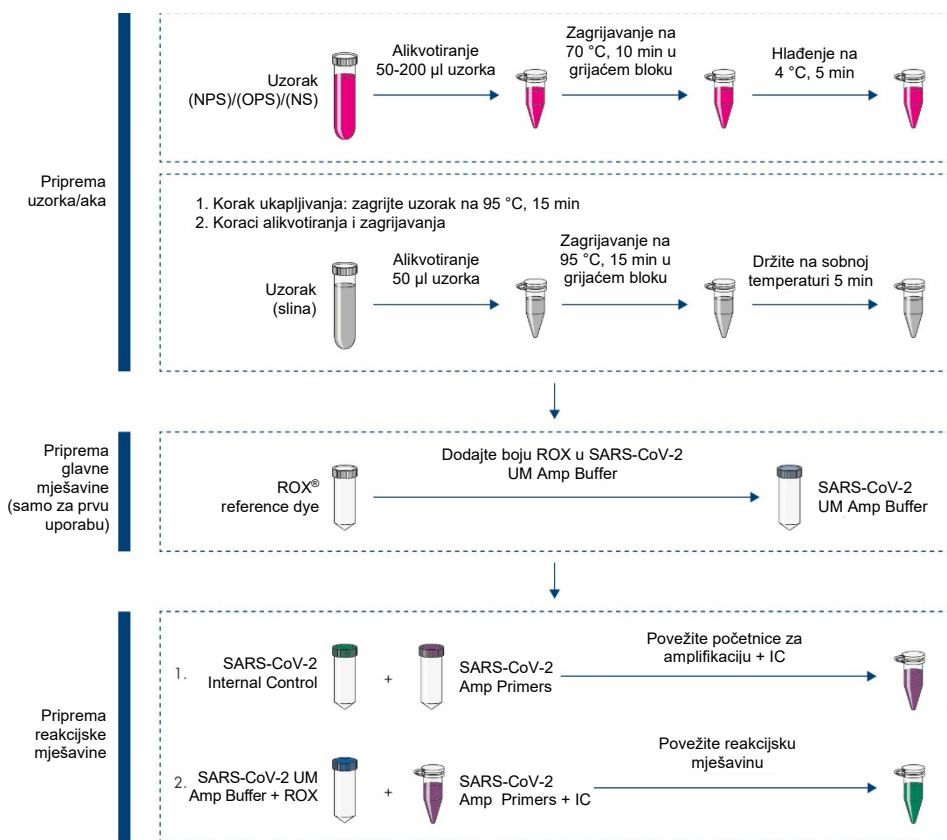 Priprema
uzorka/aka
Uzorak
(NPS)/(OPS)/(NS)
Alikvotiranje
50-200 µl uzorka
Zagrijavanje na
70 °C, 10 min u
grijaćem bloku
Hlađenje na
4 °C, 5 min
1. Korak ukapljivanja: zagrijte uzorak na 95 °C, 15 min
2. Koraci alikvotiranja i zagrijavanja
Uzorak
(slina)
Alikvotiranje
50 µl uzorka
Zagrijavanje na
95 °C, 15 min u
grijaćem bloku
Držite na sobnoj
temperaturi 5 min
Priprema
glavne
mješavine
(samo za prvu
uporabu)
ROX®
reference dye
Dodajte boju ROX u SARS-CoV-2
UM Amp Buffer
SARS-CoV-2
UM Amp Buffer
Priprema
reakcijske
mješavine
1.
SARS-CoV-2
Internal Control
+
SARS-CoV-2
Amp Primers
Povežite početnice za
amplifikaciju + IC
2.
SARS-CoV-2 UM
Amp Buffer + ROX
+
SARS-CoV-2
Amp Primers + IC
Povežite reakcijsku
mješavinu